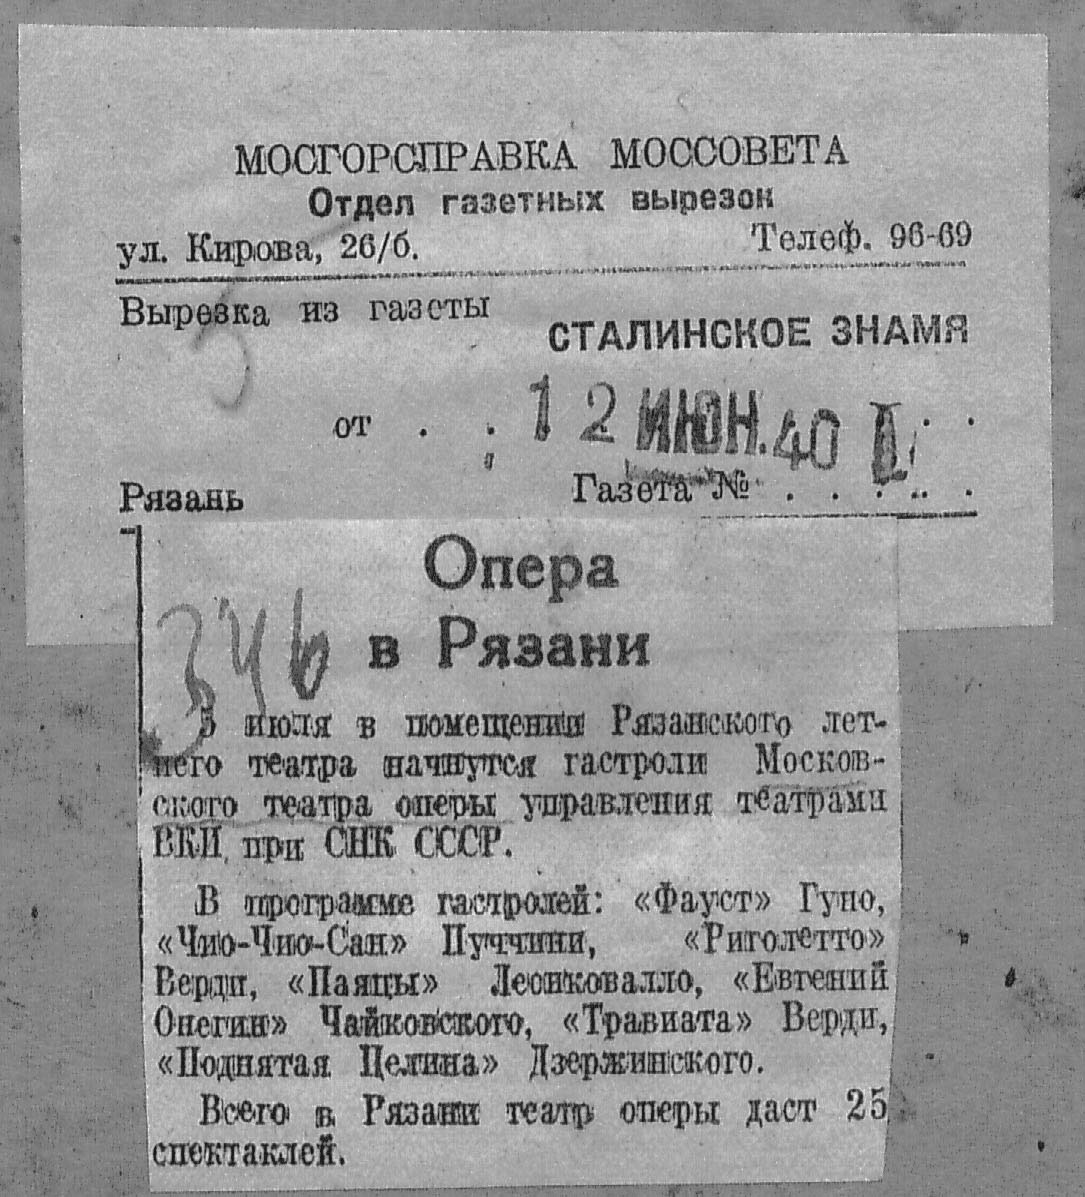 МОСГОРСПРАВКА МОССОВЕТА
Отдел газетных вырезок
ул. Кирова, 26/б. Телеф. 96-69
Вырезка из газеты
СТАЛИНСКОЕ ЗНАМЯ
от . . 12 ИЮН. 40 . .
Рязань Газета № . . . . .
Опера
в Рязани
346
3 июля в помещении Рязанского лет-
него театра начнутся гастроли Москов-
ского театра оперы управления театрами
ВКИ при СНК СССР.
В программе гастролей: «Фауст» Гуно,
«Чио-Чио-Сан» Пуччини, «Риголетто»
Верди, «Паяцы» Леонковалло, «Евгений
Онегин» Чайковского, «Травиата» Верди,
«Поднятая Целина» Дзержинского.
Всего в Рязани театр оперы даст 25
спектаклей.